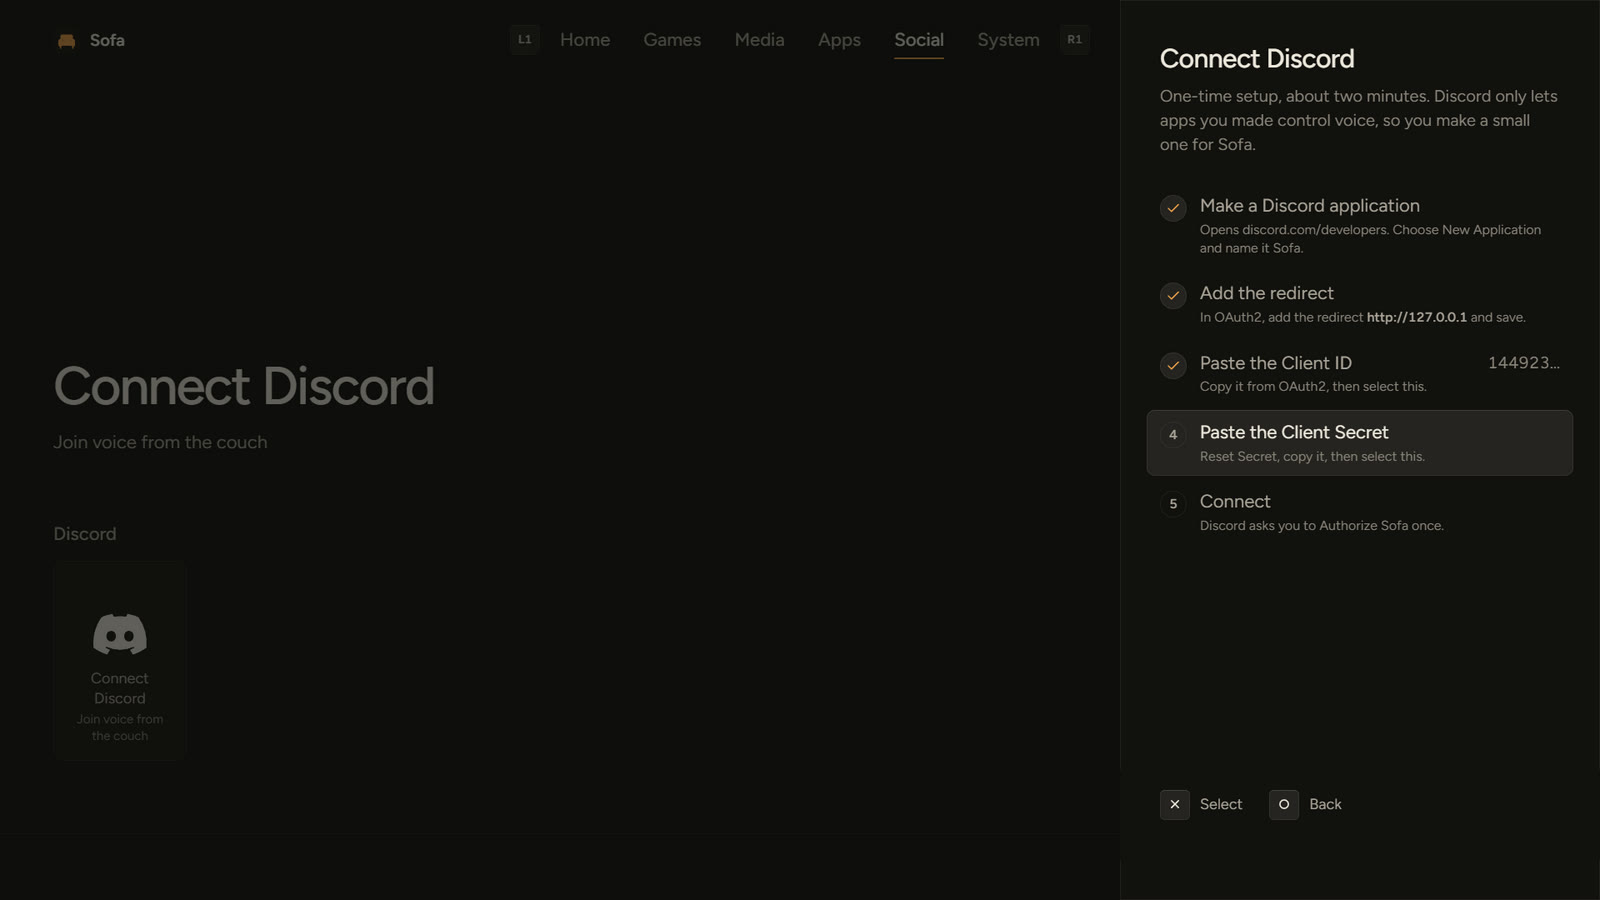 Sofa
L1 Home Games Media Apps Social System R1
Connect Discord
Join voice from the couch
Discord
Connect
Discord
Join voice from
the couch
Connect Discord
One-time setup, about two minutes. Discord only lets
apps you made control voice, so you make a small
one for Sofa.
Make a Discord application
Opens discord.com/developers. Choose New Application
and name it Sofa.
Add the redirect
In OAuth2, add the redirect http://127.0.0.1 and save.
Paste the Client ID 144923…
Copy it from OAuth2, then select this.
4 Paste the Client Secret
Reset Secret, copy it, then select this.
5 Connect
Discord asks you to Authorize Sofa once.
Select Back